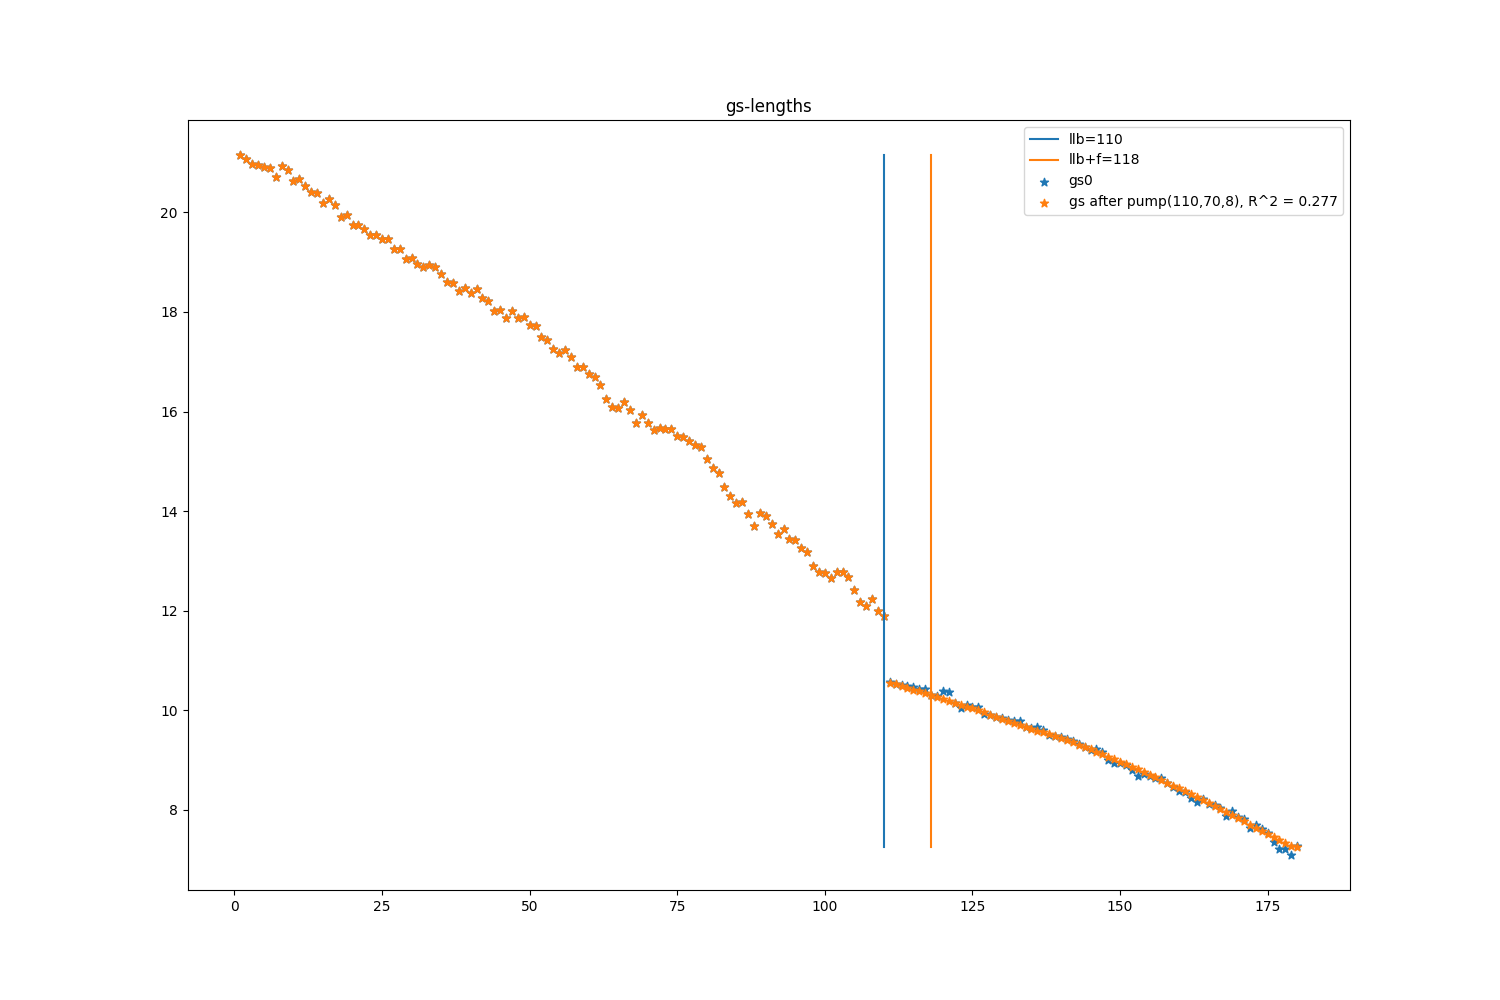 gs-lengths
llb=110
llb+f=118
gs0
gs after pump(110,70,8), R^2 = 0.277
20
18
16
14
12
10
8
0 25 50 75 100 125 150 175